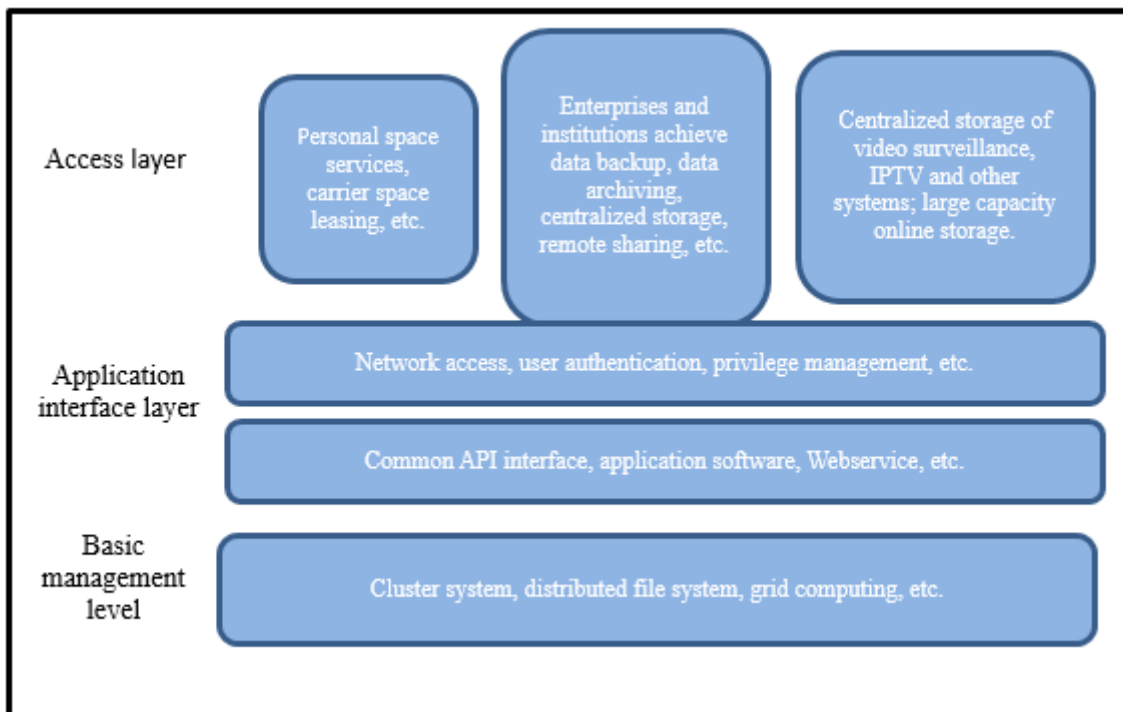 Access layer
Personal space
services,
carrier space
leasing, etc.
Enterprises and
institutions achieve
data backup, data
archiving,
centralized storage,
remote sharing, etc.
Centralized storage of
video surveillance,
IPTV and other
systems; large capacity
online storage.
Application
interface layer
Network access, user authentication, privilege management, etc.
Common API interface, application software, Webservice, etc.
Basic
management
level
Cluster system, distributed file system, grid computing, etc.